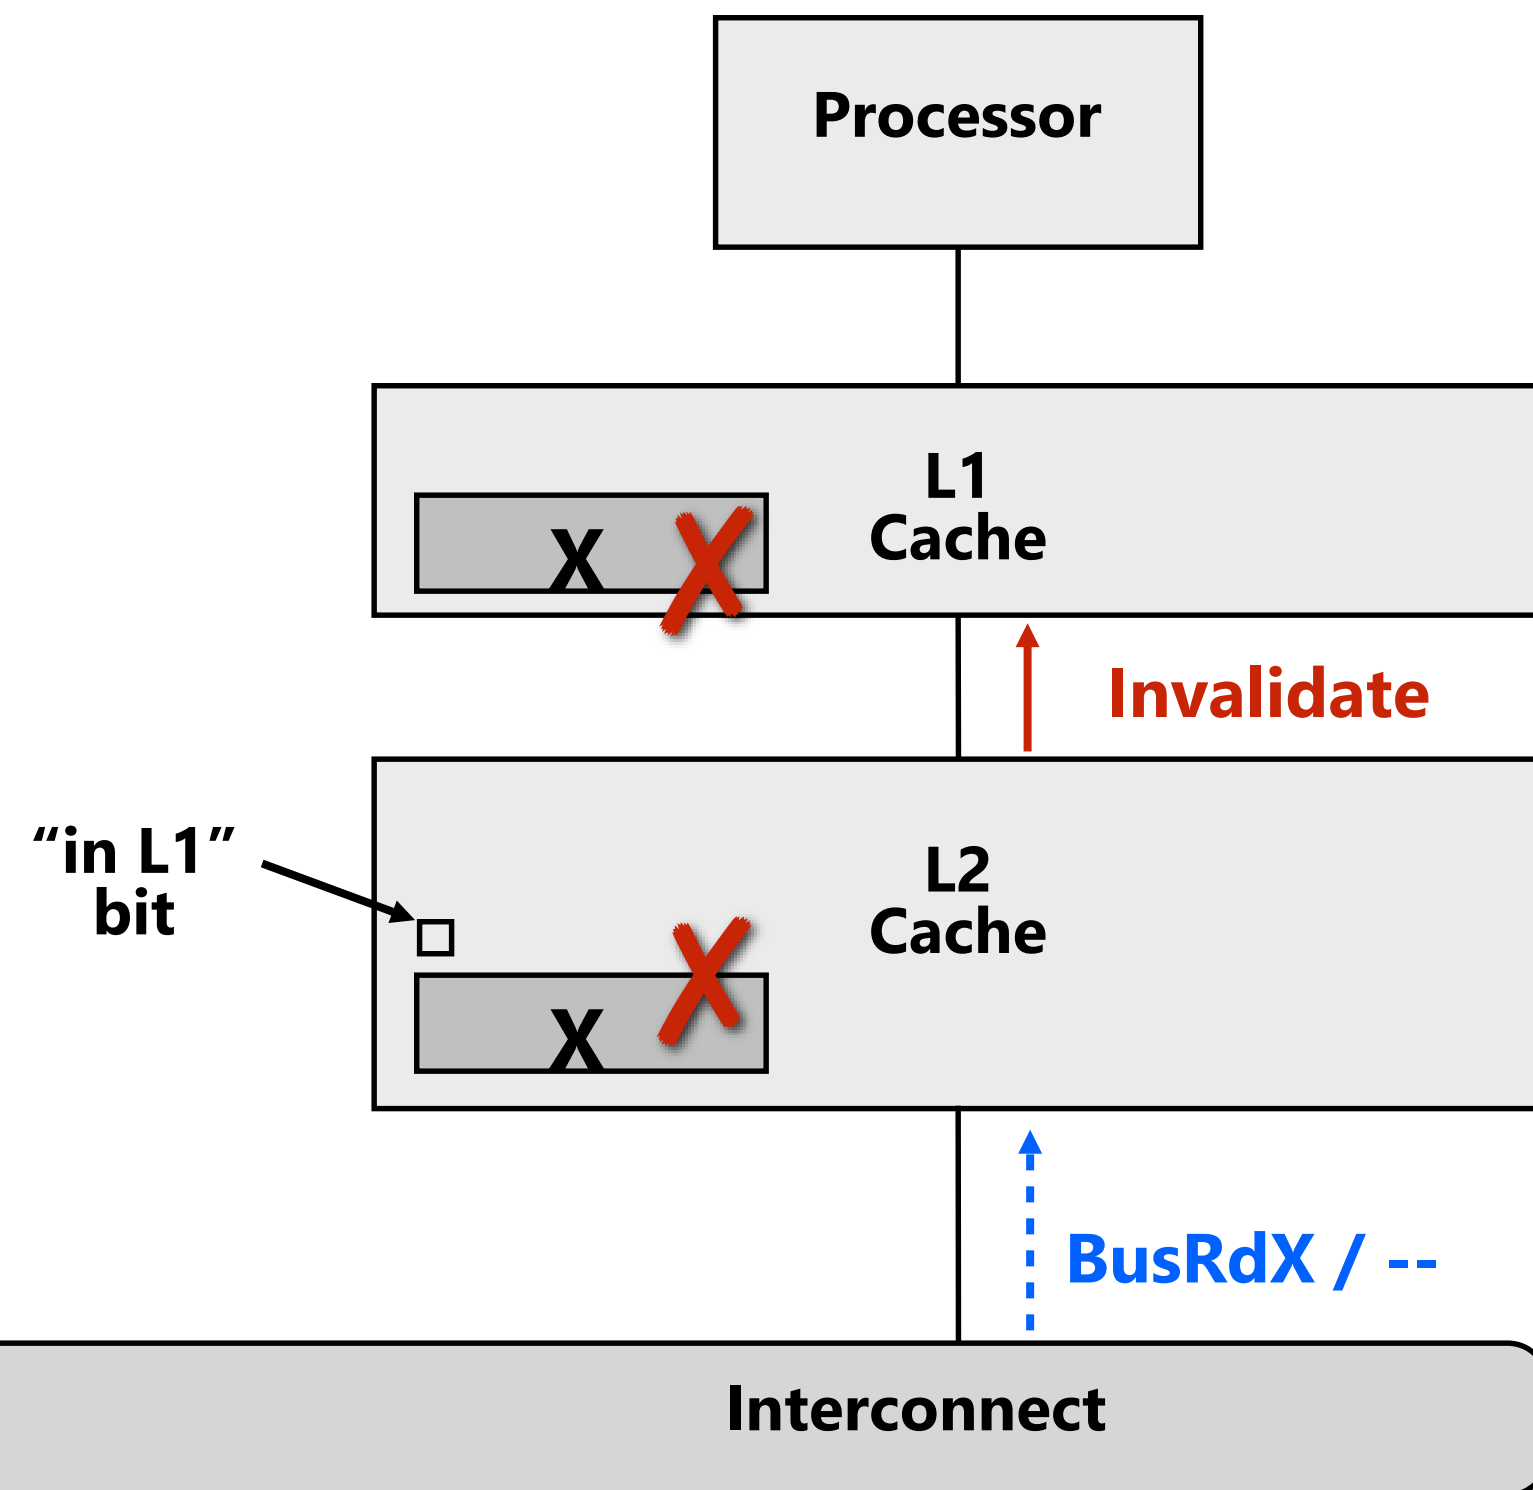 Processor
L1
Cache
X
Invalidate
“in L1”
bit
L2
Cache
X
BusRdX / --
Interconnect